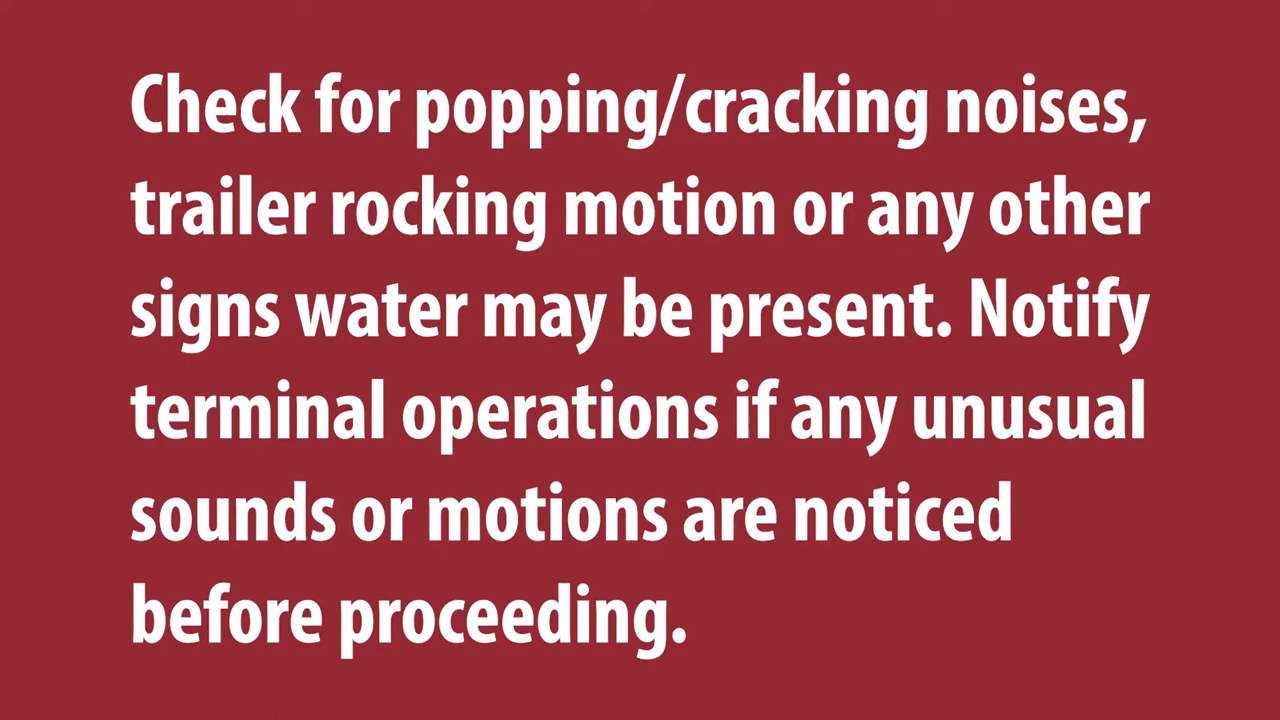 Check for popping/cracking noises,
trailer rocking motion or any other
signs water may be present. Notify
terminal operations if any unusual
sounds or motions are noticed
before proceeding.